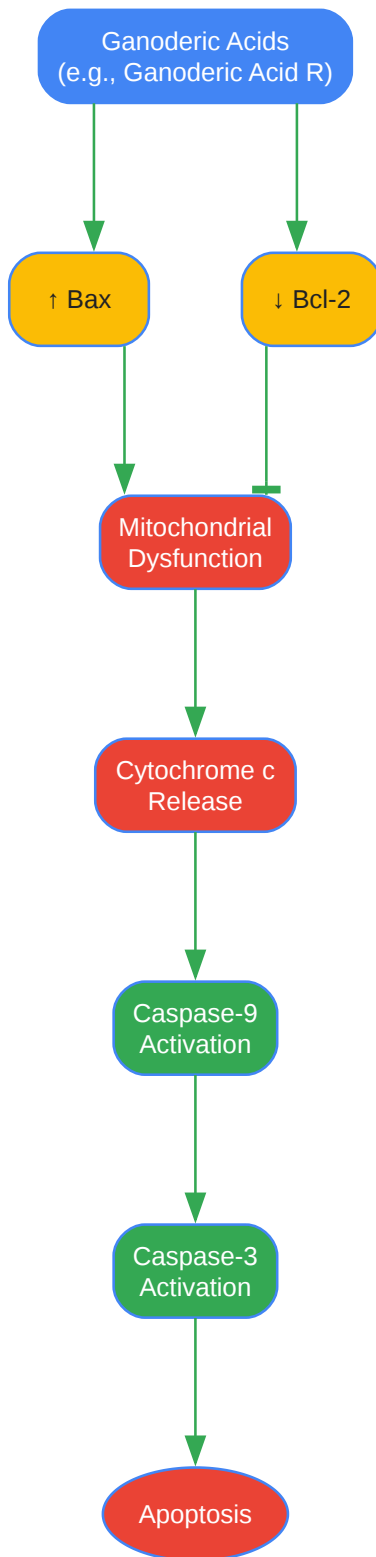 Ganoderic Acids
(e.g., Ganoderic Acid R)
↑ Bax
↓ Bcl-2
Mitochondrial
Dysfunction
Cytochrome c
Release
Caspase-9
Activation
Caspase-3
Activation
Apoptosis